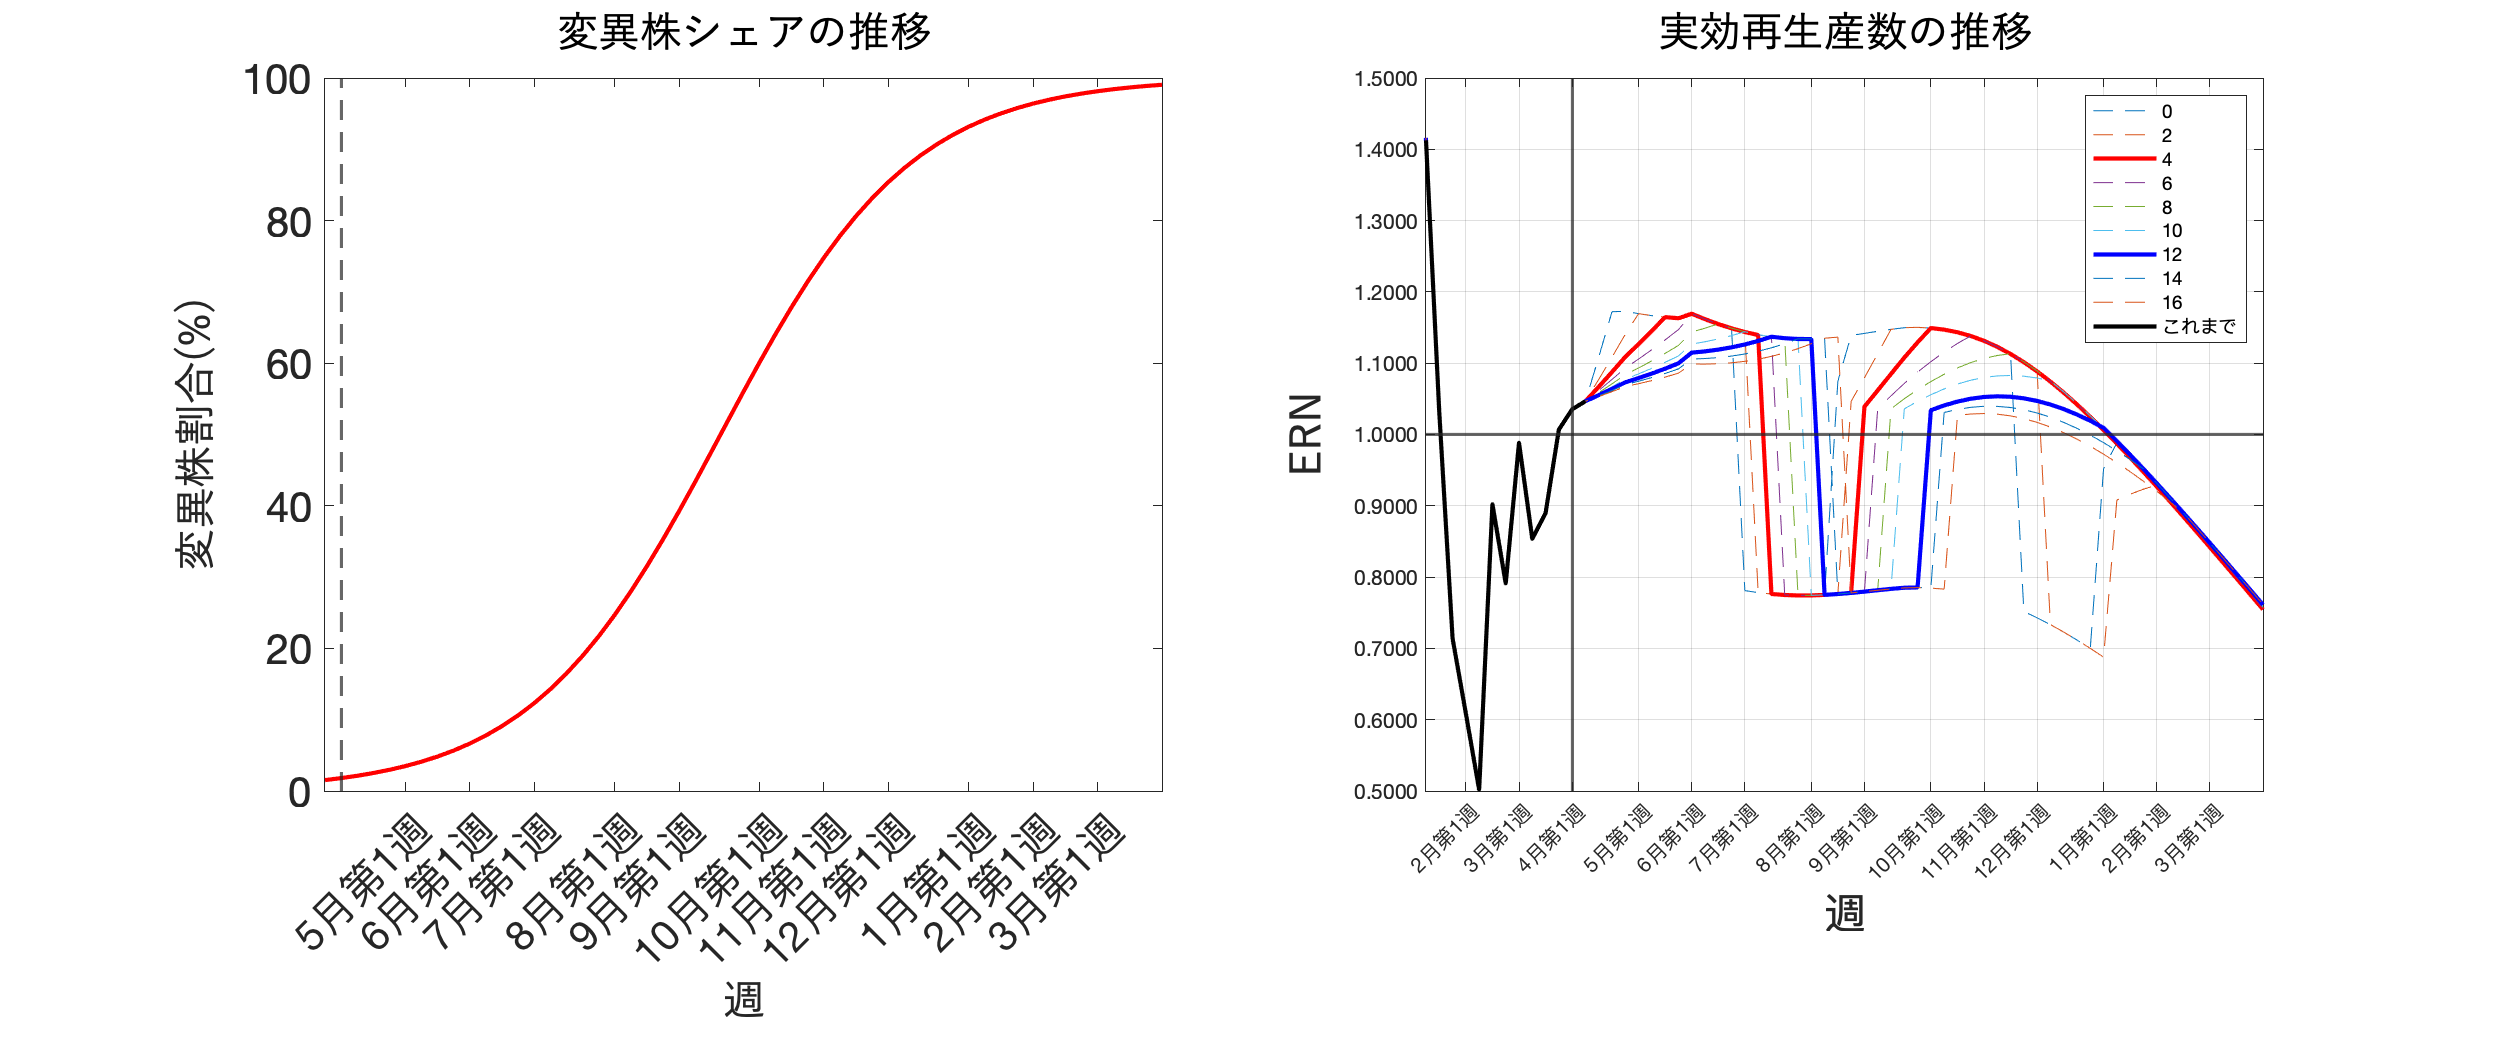 変異株シェアの推移
変異株割合(%)
100
80
60
40
20
0
5月第1週
6月第1週
7月第1週
8月第1週
9月第1週
10月第1週
11月第1週
12月第1週
1月第1週
2月第1週
3月第1週
週
実効再生産数の推移
ERN
1.5000
1.4000
1.3000
1.2000
1.1000
1.0000
0.9000
0.8000
0.7000
0.6000
0.5000
0
2
4
6
8
10
12
14
16
これまで
2月第1週
3月第1週
4月第1週
5月第1週
6月第1週
7月第1週
8月第1週
9月第1週
10月第1週
11月第1週
12月第1週
1月第1週
2月第1週
3月第1週
週